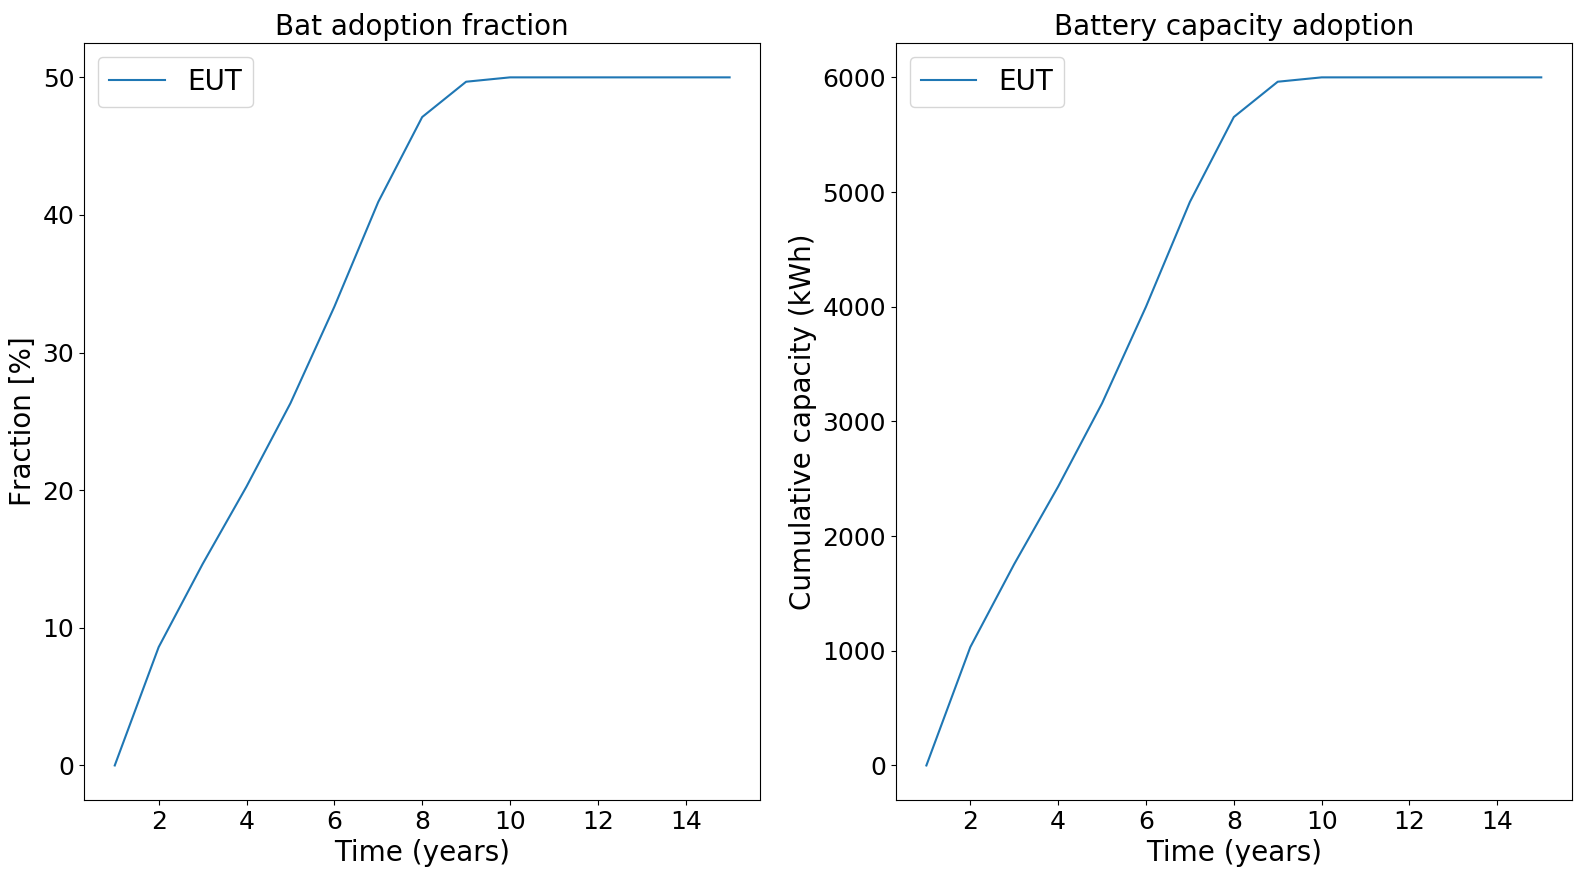 Bat adoption fraction
EUT
50
40
30
20
10
0
Fraction [%]
2 4 6 8 10 12 14
Time (years)
Battery capacity adoption
EUT
6000
5000
4000
3000
2000
1000
0
Cumulative capacity (kWh)
2 4 6 8 10 12 14
Time (years)